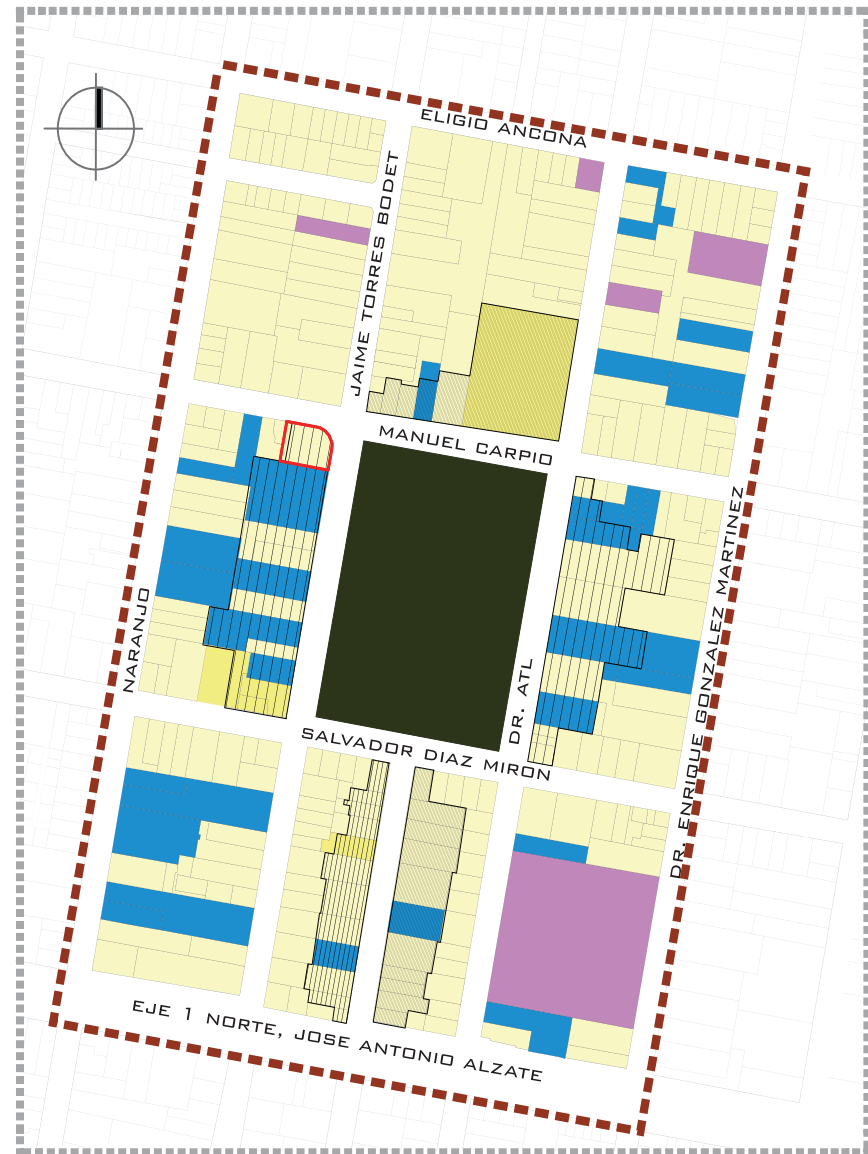 ELIGIO ANCONA
JAIME TORRES BODET
MANUEL CARPIO
NARANJO
DR. ATL
DR. ENRIQUE GONZALEZ MARTINEZ
SALVADOR DIAZ MIRON
EJE 1 NORTE, JOSE ANTONIO ALZATE